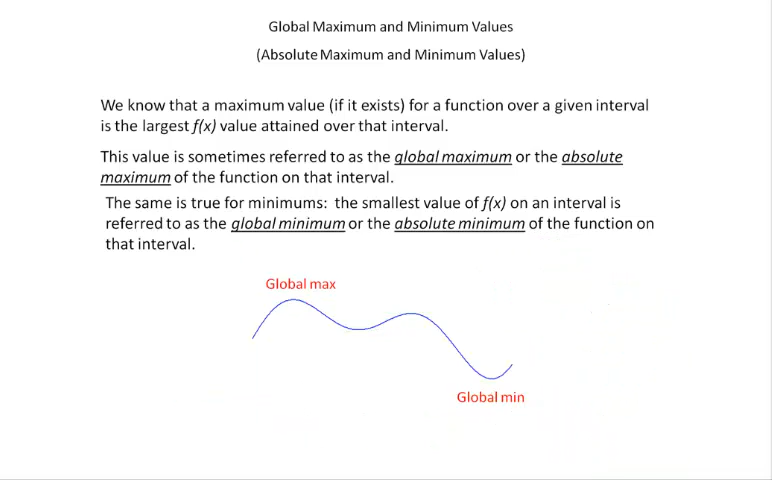 Global Maximum and Minimum Values
(Absolute Maximum and Minimum Values)
We know that a maximum value (if it exists) for a function over a given interval
is the largest f(x) value attained over that interval.
This value is sometimes referred to as the global maximum or the absolute
maximum of the function on that interval.
The same is true for minimums: the smallest value of f(x) on an interval is
referred to as the global minimum or the absolute minimum of the function on
that interval.
Global max
Global min